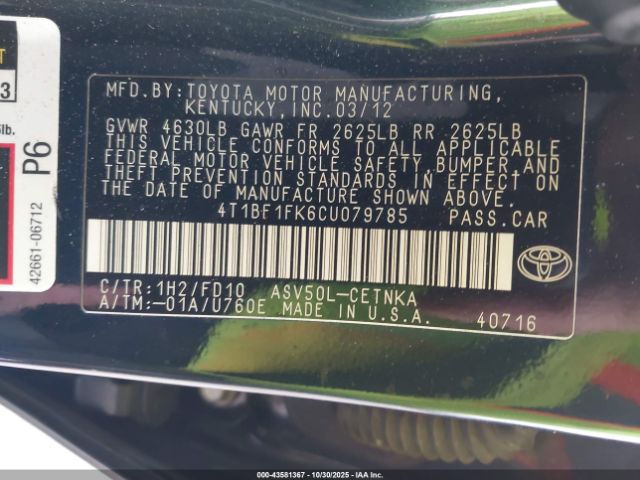 MFD.BY: TOYOTA MOTOR MANUFACTURING,
KENTUCKY, INC. 03/12
GVWR 4630LB GAWR FR 2625LB RR 2625LB
THIS VEHICLE CONFORMS TO ALL APPLICABLE
FEDERAL MOTOR VEHICLE SAFETY, BUMPER, AND
THEFT PREVENTION STANDARDS IN EFFECT ON
THE DATE OF MANUFACTURE SHOWN ABOVE.
4T1BF1FK6CU079785 PASS.CAR
C/TR:1H2/FD10 ASV50L-CETNKA
A/TM:-01A/U760E MADE IN U.S.A. 40716
3
lb.
P6
42661-06712
000-43581367 • 10/30/2025 • IAA, Inc.